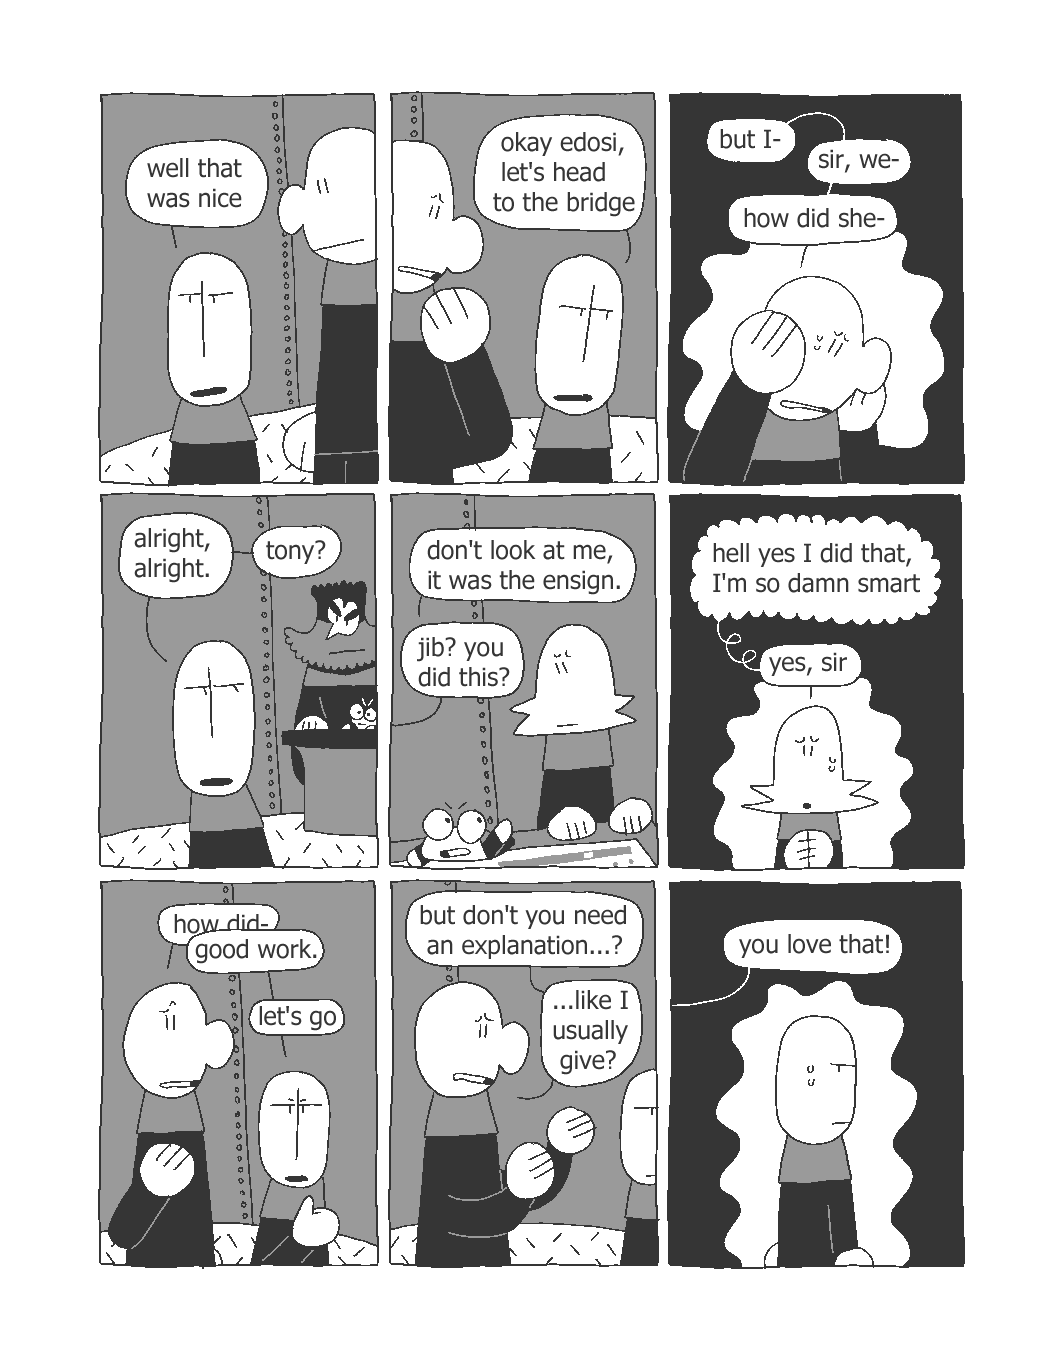 well that
was nice
okay edosi,
let's head
to the bridge
but I-
sir, we-
how did she-
alright,
alright.
tony?
don't look at me,
it was the ensign.
jib? you
did this?
hell yes I did that,
I'm so damn smart
yes, sir
how did-
good work.
let's go
but don't you need
an explanation...?
...like I
usually
give?
you love that!